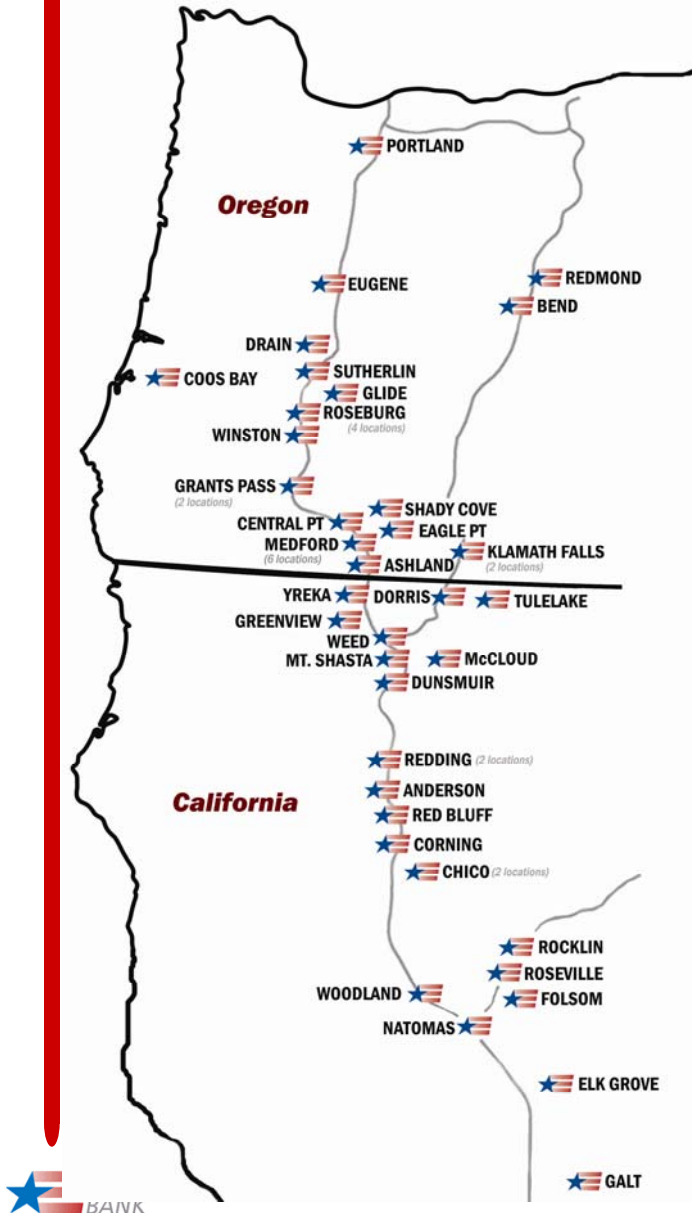 PORTLAND
Oregon
REDMOND
EUGENE
BEND
DRAIN
SUTHERLIN
COOS BAY
GLIDE
ROSEBURG
(4 locations)
WINSTON
GRANTS PASS
(2 locations)
SHADY COVE
CENTRAL PT
EAGLE PT
MEDFORD
(6 locations)
KLAMATH FALLS
(2 locations)
ASHLAND
YREKA
DORRIS
TULELAKE
GREENVIEW
WEED
MT. SHASTA
McCLOUD
DUNSMUIR
REDDING (2 locations)
ANDERSON
California
RED BLUFF
CORNING
CHICO (2 locations)
ROCKLIN
ROSEVILLE
WOODLAND
FOLSOM
NATOMAS
ELK GROVE
GALT
BANK